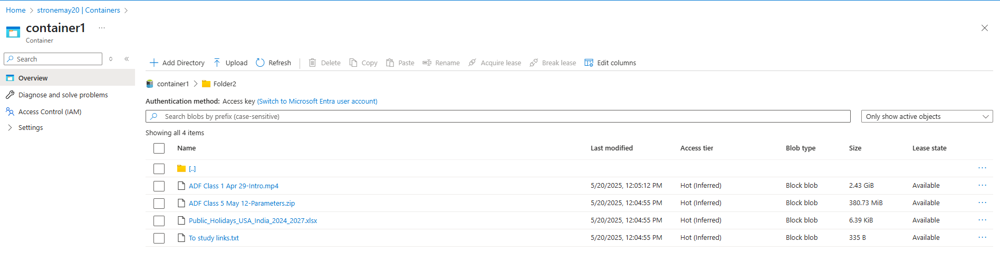 Home > stronemay20 | Containers >
container1 ...
Container
Search
Overview
Diagnose and solve problems
Access Control (IAM)
Settings
Add Directory Upload Refresh Delete Copy Paste Rename Acquire lease Break lease Edit columns
container1 > Folder2
Authentication method: Access key (Switch to Microsoft Entra user account)
Search blobs by prefix (case-sensitive) Only show active objects
Showing all 4 items
Name Last modified Access tier Blob type Size Lease state
[..] ...
ADF Class 1 Apr 29-Intro.mp4 5/20/2025, 12:05:12 PM Hot (Inferred) Block blob 2.43 GiB Available ...
ADF Class 5 May 12-Parameters.zip 5/20/2025, 12:04:55 PM Hot (Inferred) Block blob 380.73 MiB Available ...
Public_Holidays_USA_India_2024_2027.xlsx 5/20/2025, 12:04:55 PM Hot (Inferred) Block blob 6.39 KiB Available ...
To study links.txt 5/20/2025, 12:04:55 PM Hot (Inferred) Block blob 335 B Available ...